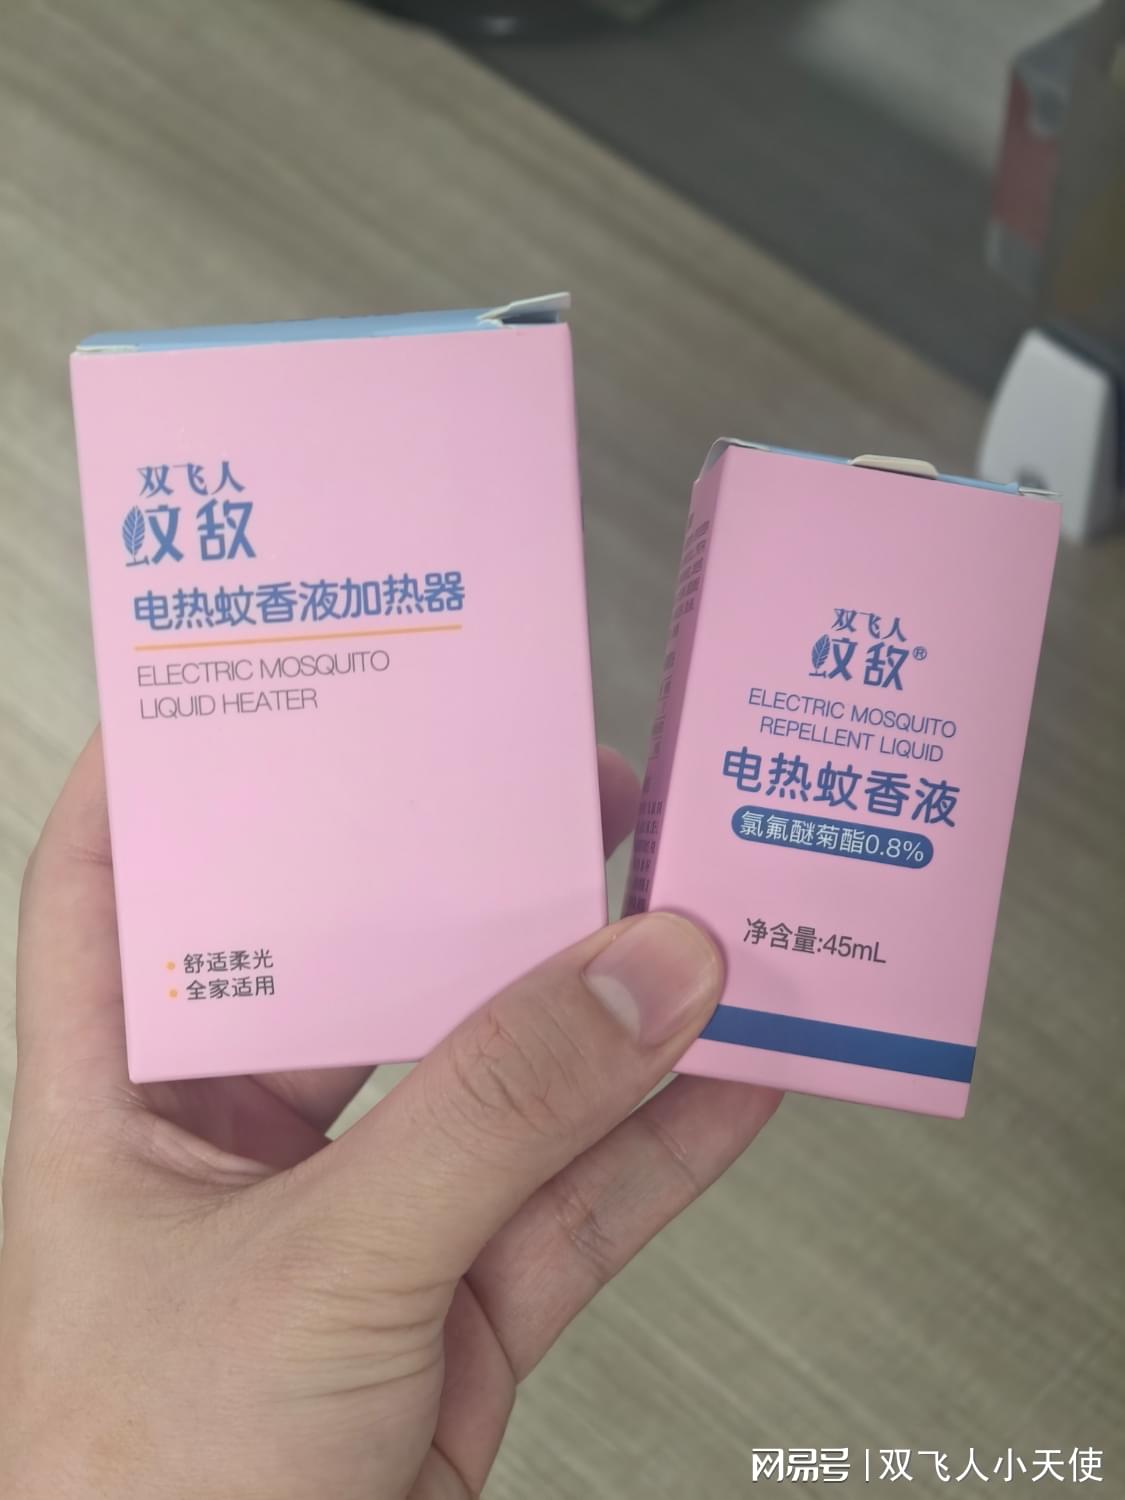 双飞人
蚊敌
电热蚊香液加热器
ELECTRIC MOSQUITO
LIQUID HEATER
• 舒适柔光
• 全家适用
双飞人
蚊敌®
ELECTRIC MOSQUITO
REPELLENT LIQUID
电热蚊香液
氯氟醚菊酯0.8%
净含量:45mL
网易号 | 双飞人小天使